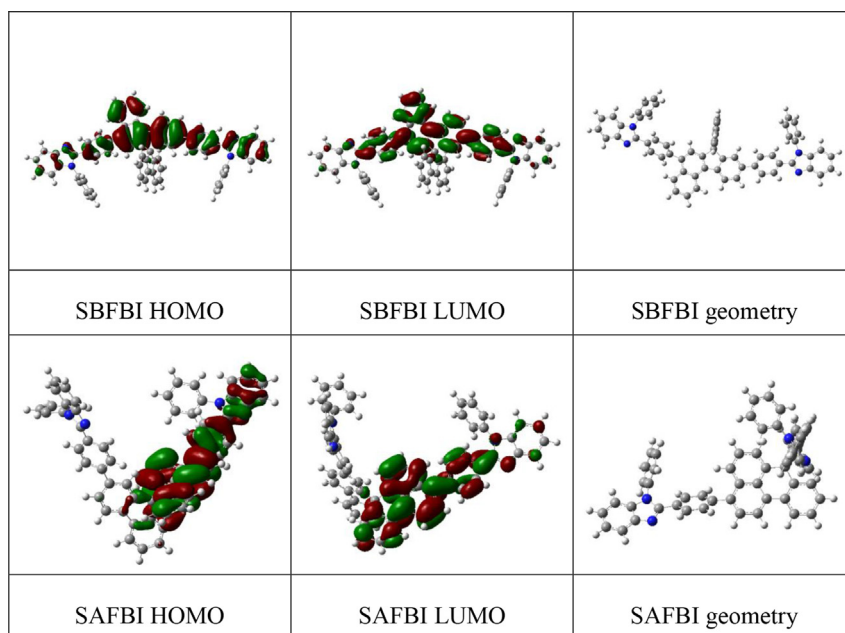 SBFBI HOMO
SBFBI LUMO
SBFBI geometry
SAFBI HOMO
SAFBI LUMO
SAFBI geometry